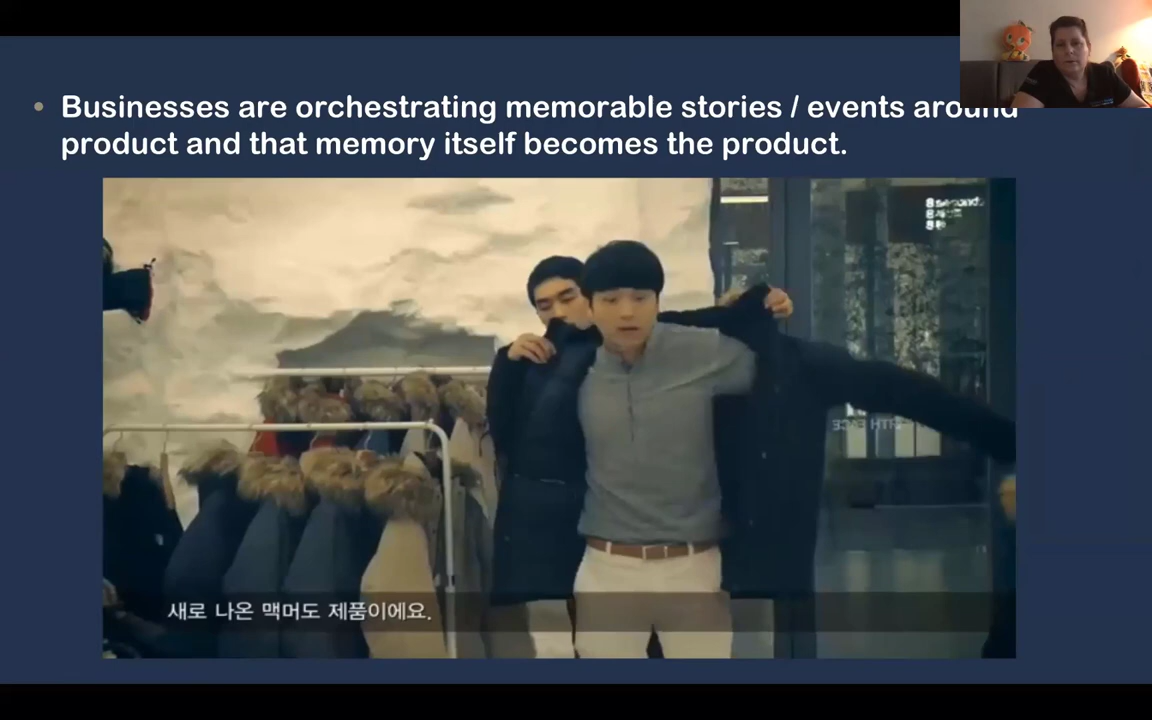 Businesses are orchestrating memorable stories / events around
product and that memory itself becomes the product.
8seconds
새로 나온 맥머도 제품이에요.